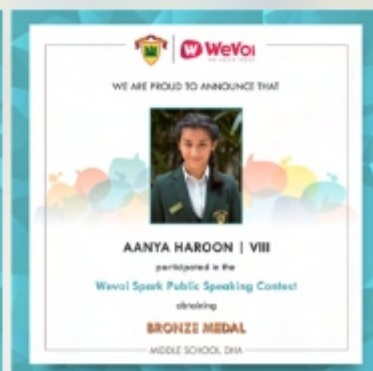 WeVoi
WE ARE PROUD TO ANNOUNCE THAT
AANYA HAROON | VIII
participated in the
Wevoi Spark Public Speaking Contest
obtaining
BRONZE MEDAL
MIDDLE SCHOOL DHA